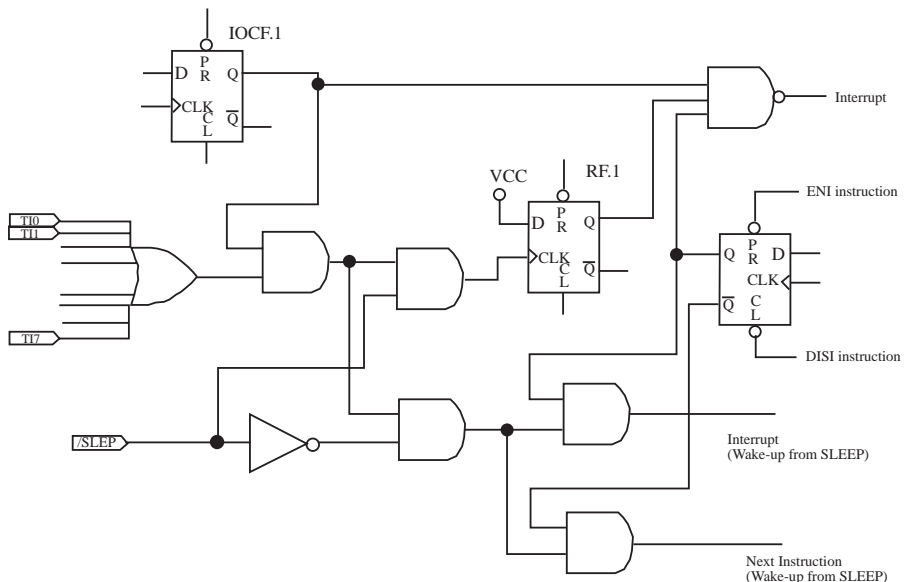 IOCF.1
P
R
D
Q
CLK
C
L
Q
Interrupt
RF.1
VCC
P
R
D
Q
CLK
C
L
Q
ENI instruction
P
R
Q
D
CLK
Q
C
L
DISI instruction
TI0
TI1
TI7
/SLEP
Interrupt
(Wake-up from SLEEP)
Next Instruction
(Wake-up from SLEEP)